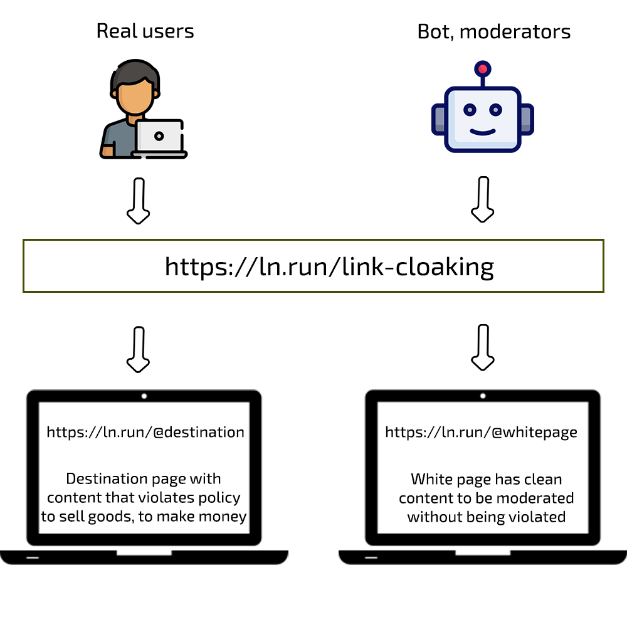 Real users
Bot, moderators
https://ln.run/link-cloaking
https://ln.run/@destination
Destination page with
content that violates policy
to sell goods, to make money
https://ln.run/@whitepage
White page has clean
content to be moderated
without being violated